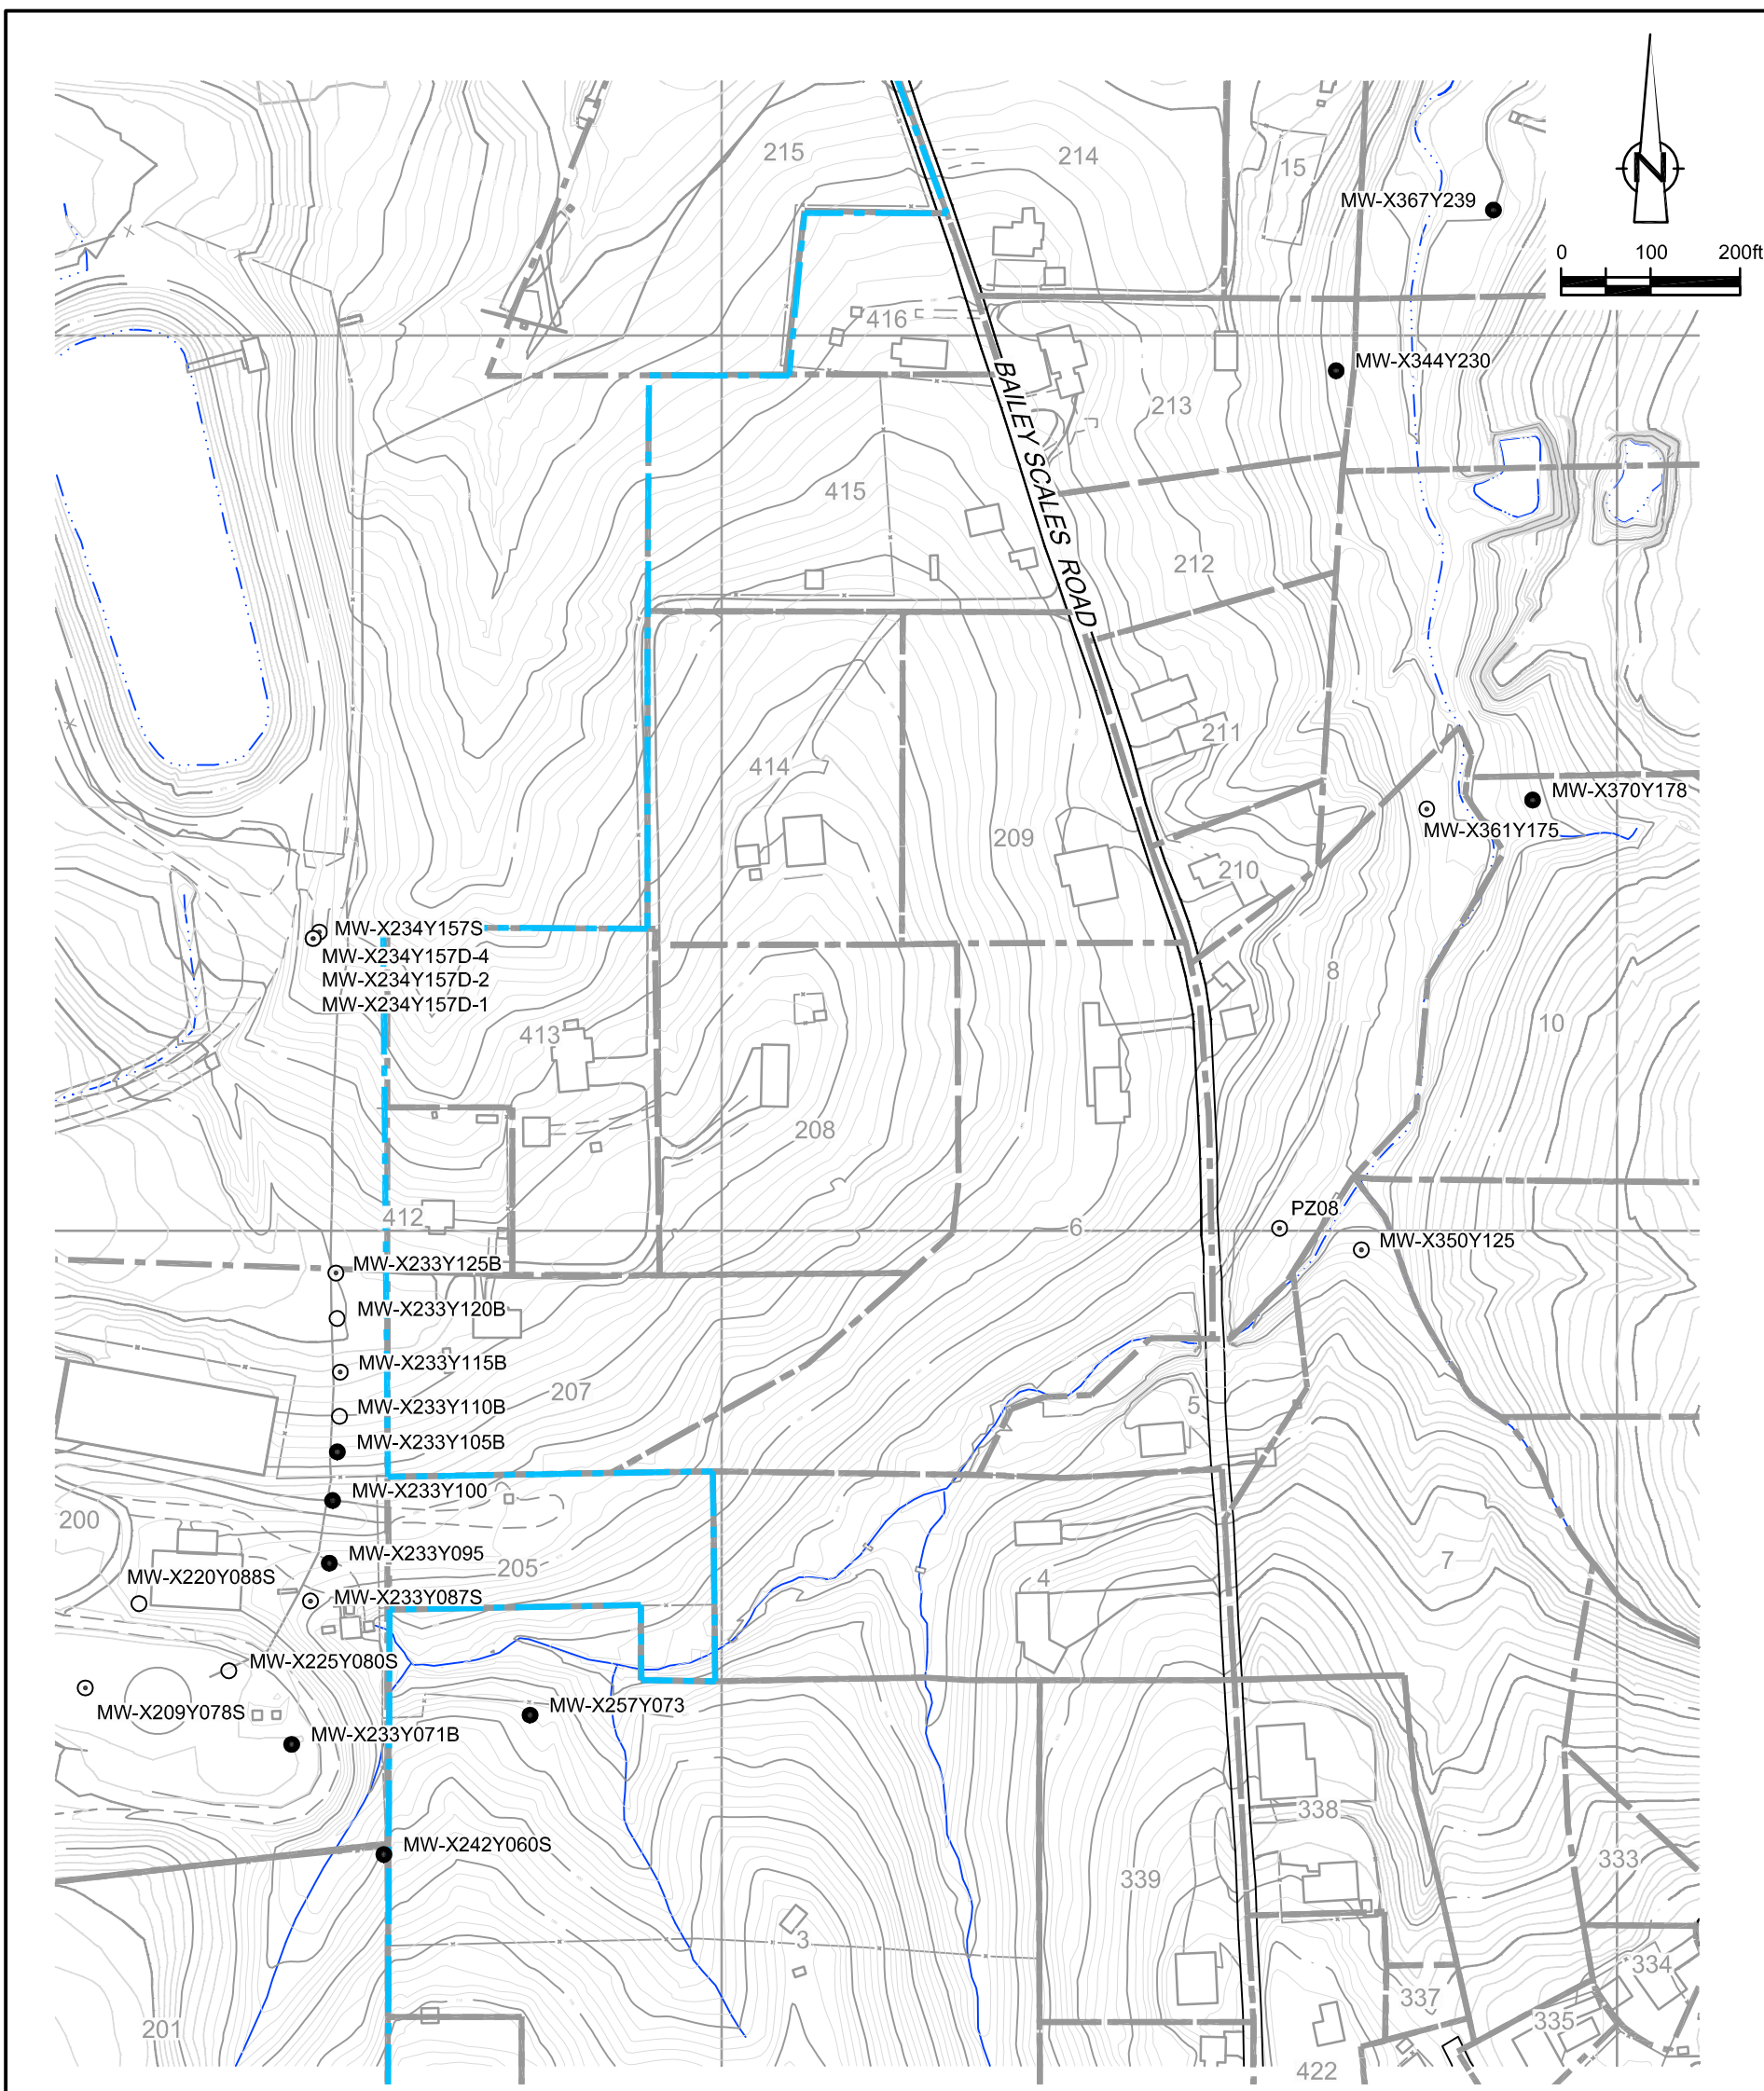 N
0 100 200ft
215
214
15
MW-X367Y239
416
BAILEY SCALES ROAD
MW-X344Y230
213
415
212
211
414
209
210
MW-X370Y178
MW-X361Y175
MW-X234Y157S
MW-X234Y157D-4
MW-X234Y157D-2
MW-X234Y157D-1
8
10
413
208
412
6
PZ08
MW-X350Y125
MW-X233Y125B
MW-X233Y120B
MW-X233Y115B
207
5
MW-X233Y110B
MW-X233Y105B
MW-X233Y100
200
MW-X233Y095
205
7
MW-X220Y088S
4
MW-X233Y087S
MW-X225Y080S
MW-X209Y078S
MW-X257Y073
MW-X233Y071B
338
MW-X242Y060S
339
333
3
334
337
201
335
422